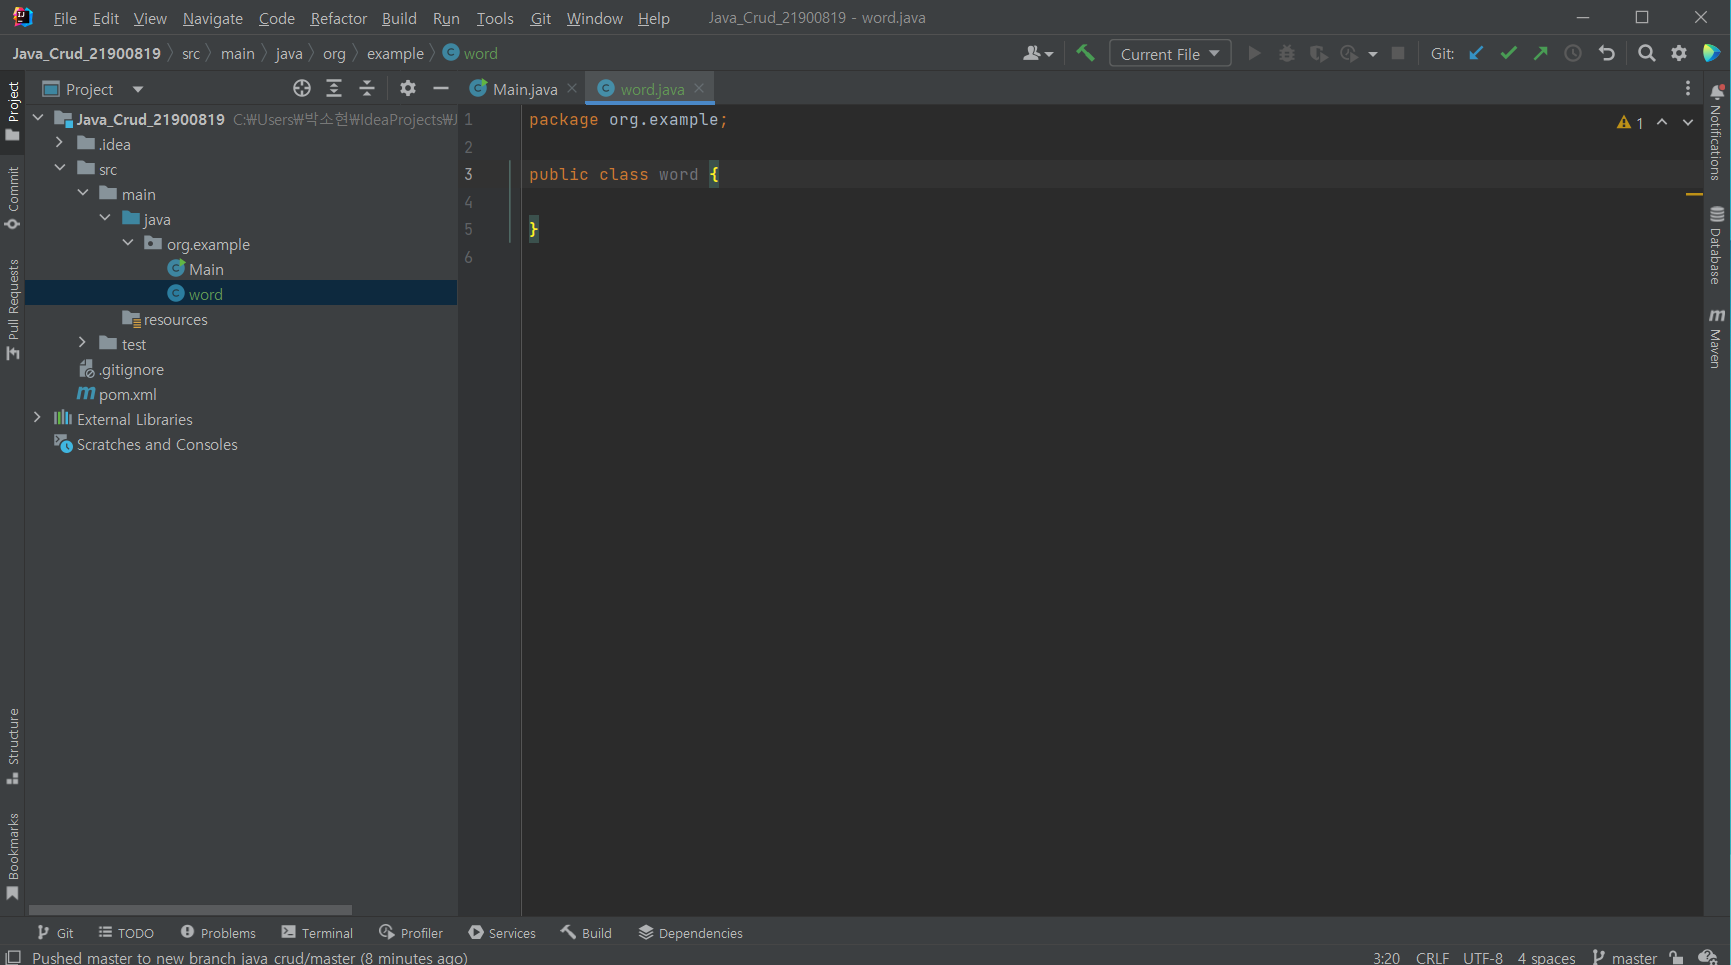 File Edit View Navigate Code Refactor Build Run Tools Git Window Help Java_Crud_21900819 - word.java
Java_Crud_21900819 src main java org example word Current File Git:
Project
Main.java
word.java
Java_Crud_21900819 C:₩Users₩박소현₩IdeaProjects₩J
.idea
src
main
java
org.example
Main
word
resources
test
.gitignore
pom.xml
External Libraries
Scratches and Consoles
1 package org.example;
2
3 public class word {
4
5 }
6
1
Project
Commit
Pull Requests
Structure
Bookmarks
Notifications
Database
Maven
Git TODO Problems Terminal Profiler Services Build Dependencies
Pushed master to new branch java_crud/master (8 minutes ago) 3:20 CRLF UTF-8 4 spaces master